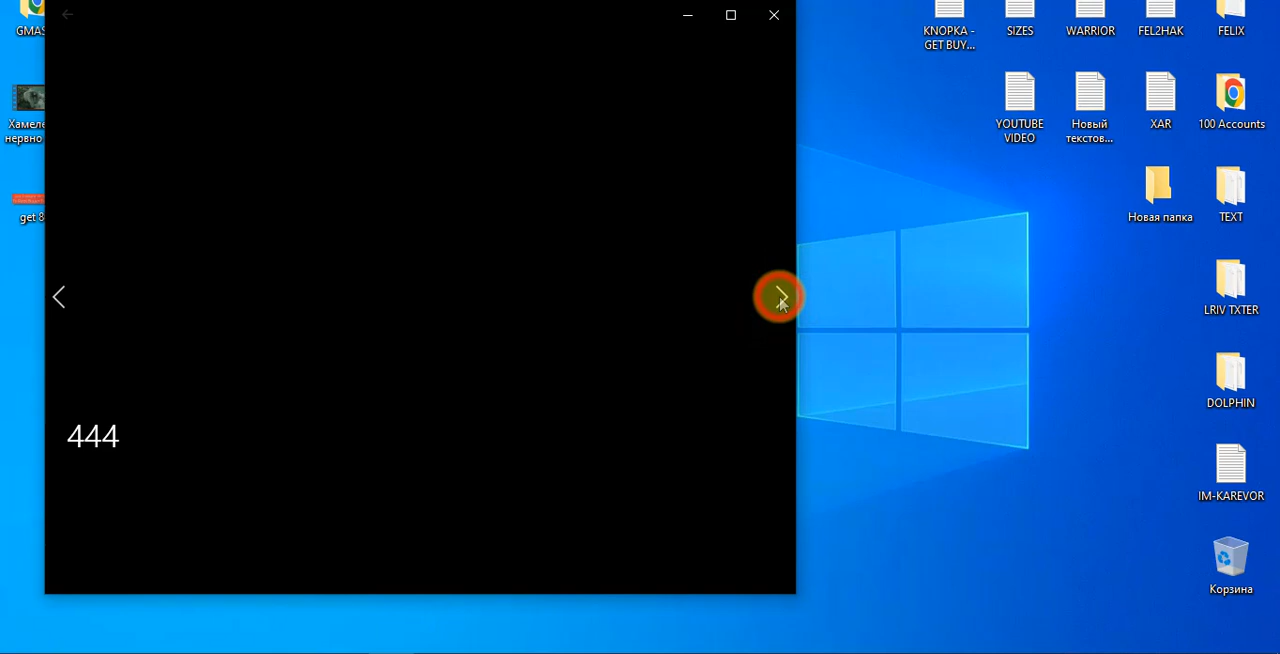 GMAS
Хамеле
нервно
get 8
444
KNOPKA -
GET BUY...
SIZES
WARRIOR
FEL2HAK
FELIX
YOUTUBE
VIDEO
Новый
текстов...
XAR
100 Accounts
Новая папка
TEXT
LRIV TXTER
DOLPHIN
IM-KAREVOR
Корзина